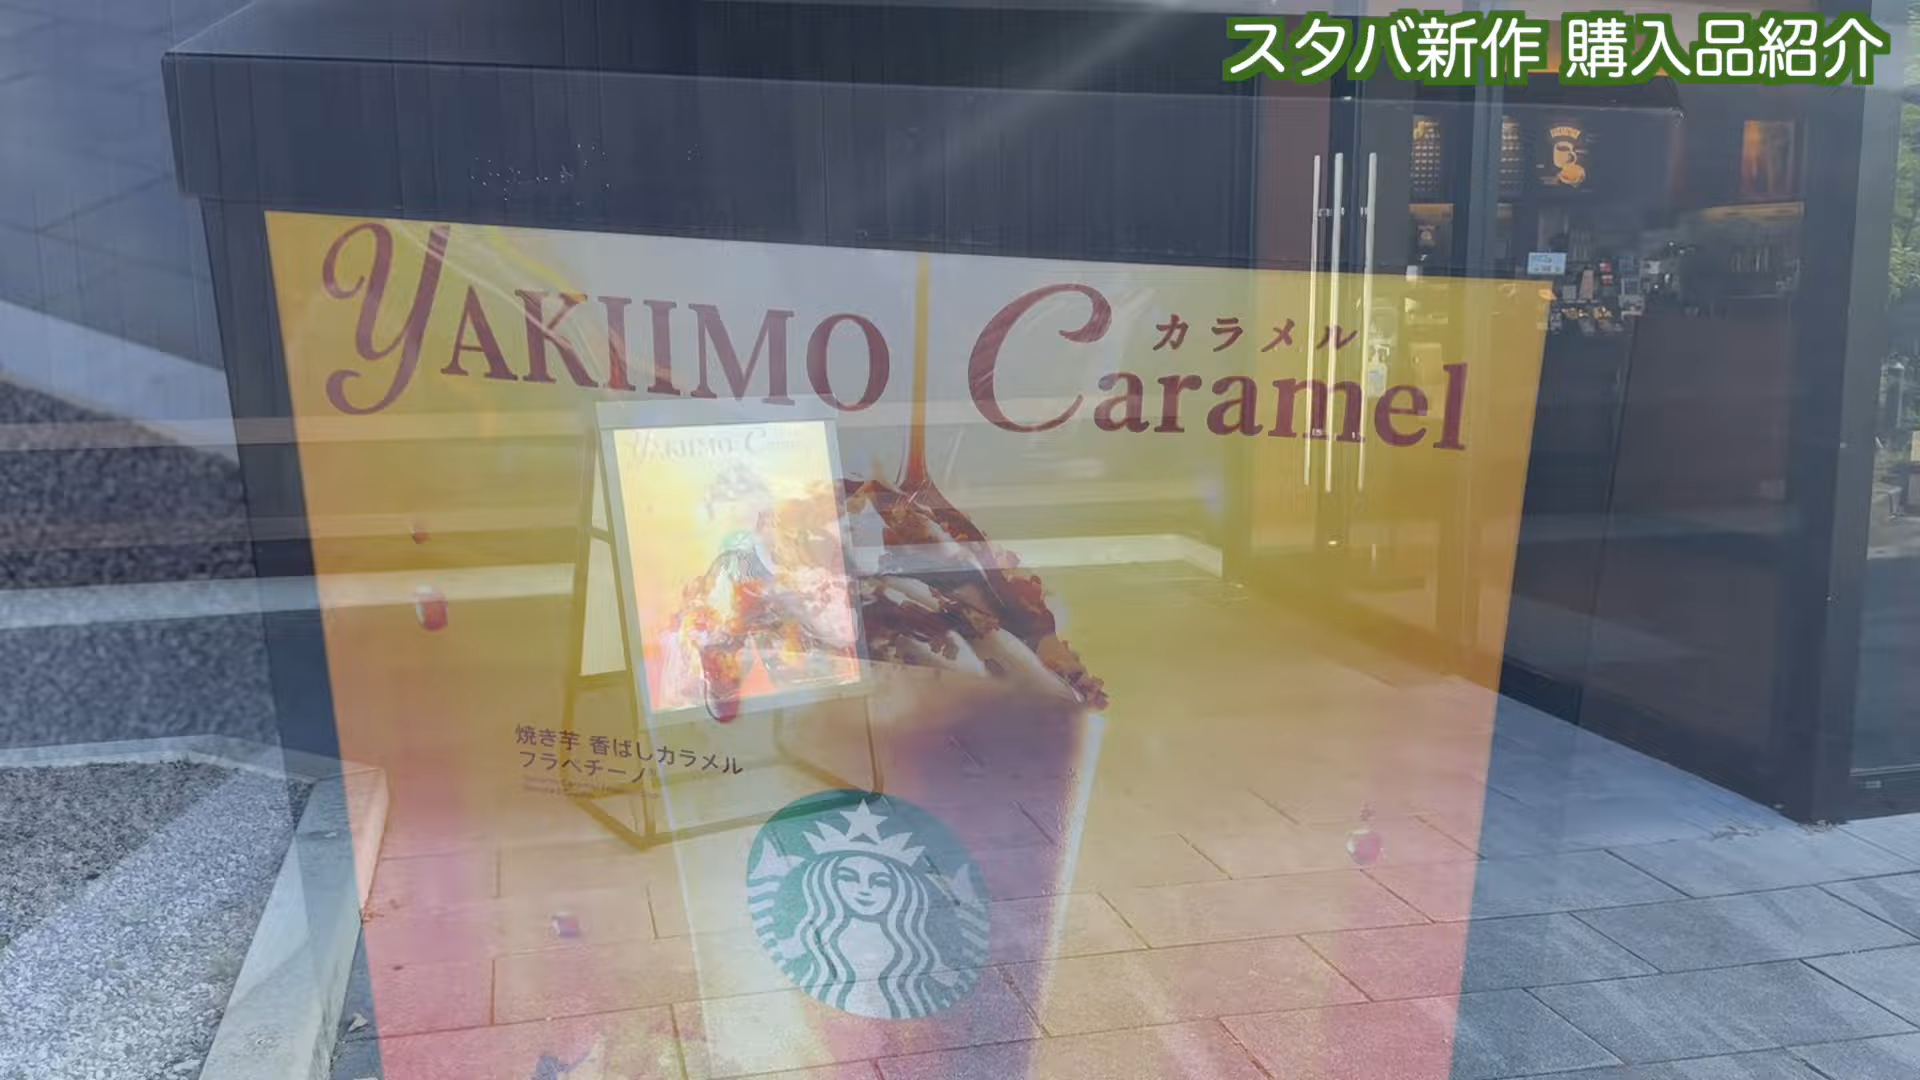 スタバ新作 購入品紹介
YAKIIMO Caramel
カラメル
YAKIIMO C
焼き芋 香ばしカラメル
フラペチーノ®